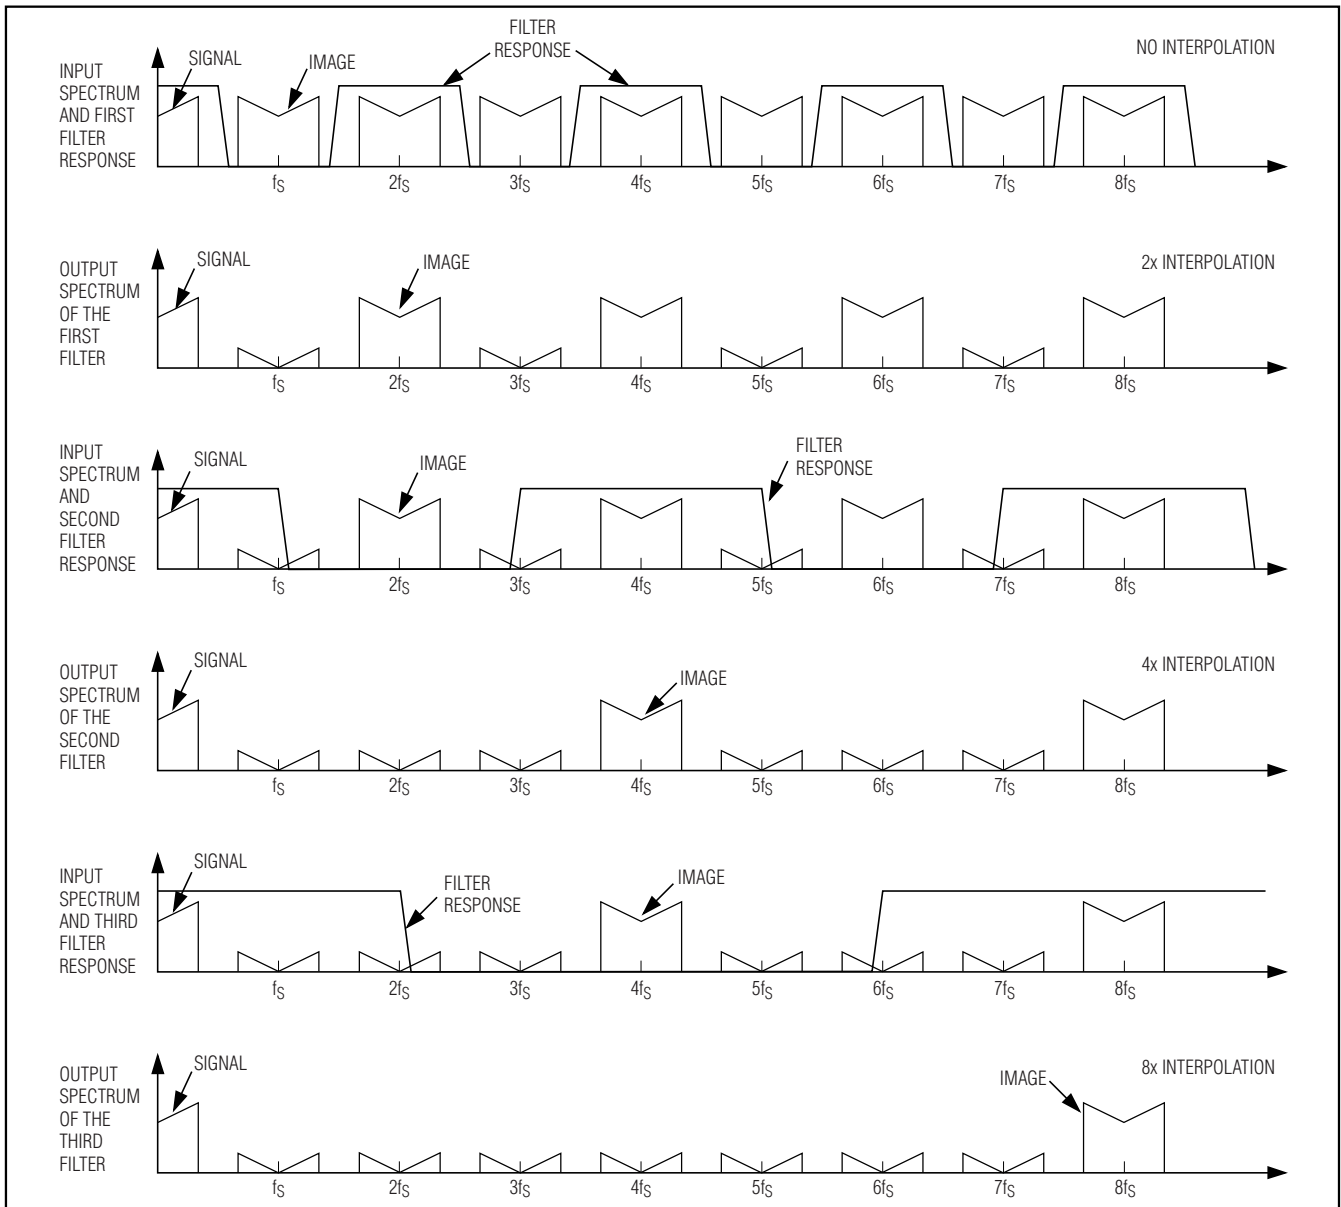 FILTER
RESPONSE
NO INTERPOLATION
SIGNAL
IMAGE
INPUT
SPECTRUM
AND FIRST
FILTER
RESPONSE
fS 2fS 3fS 4fS 5fS 6fS 7fS 8fS
SIGNAL
IMAGE
2x INTERPOLATION
OUTPUT
SPECTRUM
OF THE
FIRST
FILTER
fS 2fS 3fS 4fS 5fS 6fS 7fS 8fS
SIGNAL
IMAGE
FILTER
RESPONSE
INPUT
SPECTRUM
AND
SECOND
FILTER
RESPONSE
fS 2fS 3fS 4fS 5fS 6fS 7fS 8fS
SIGNAL
IMAGE
4x INTERPOLATION
OUTPUT
SPECTRUM
OF THE
SECOND
FILTER
fS 2fS 3fS 4fS 5fS 6fS 7fS 8fS
SIGNAL
FILTER
RESPONSE
IMAGE
INPUT
SPECTRUM
AND THIRD
FILTER
RESPONSE
fS 2fS 3fS 4fS 5fS 6fS 7fS 8fS
SIGNAL
IMAGE
8x INTERPOLATION
OUTPUT
SPECTRUM
OF THE
THIRD
FILTER
fS 2fS 3fS 4fS 5fS 6fS 7fS 8fS